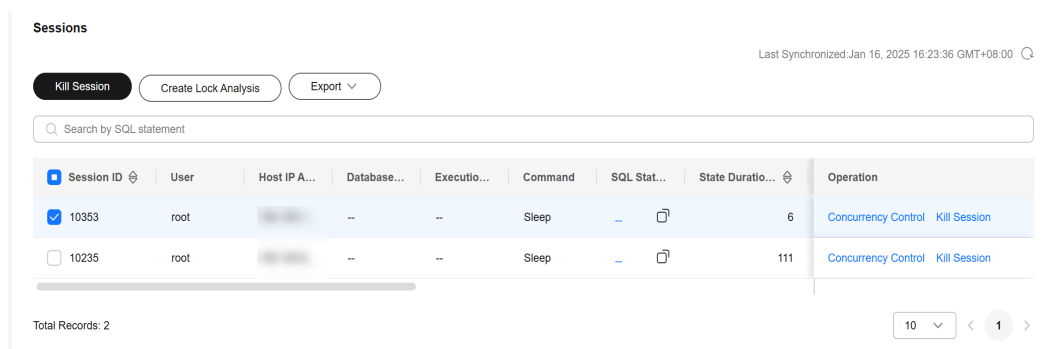 Sessions
Last Synchronized:Jan 16, 2025 16:23:36 GMT+08:00
Kill Session Create Lock Analysis Export
Search by SQL statement
Session ID User Host IP A... Database... Executio... Command SQL Stat... State Duratio... Operation
10353 root -- -- Sleep -- 6 Concurrency Control Kill Session
10235 root -- -- Sleep -- 111 Concurrency Control Kill Session
Total Records: 2 10 1